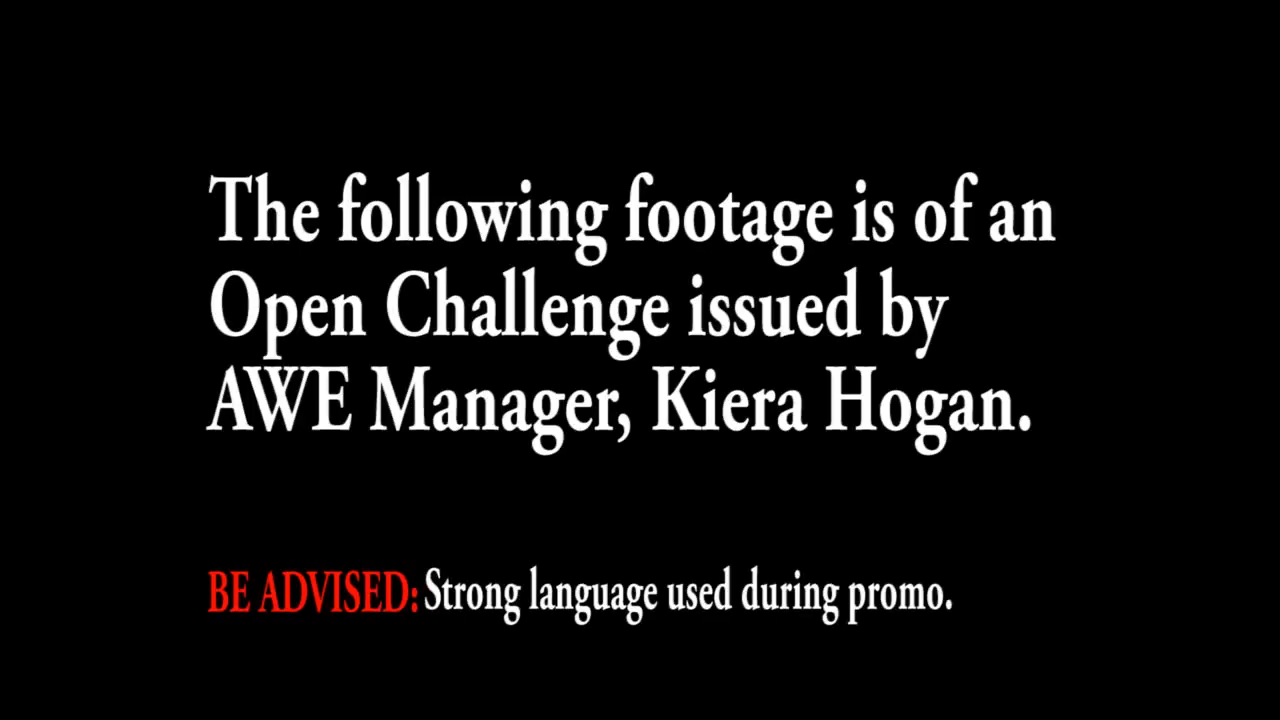 The following footage is of an
Open Challenge issued by
AWE Manager, Kiera Hogan.
BE ADVISED: Strong language used during promo.